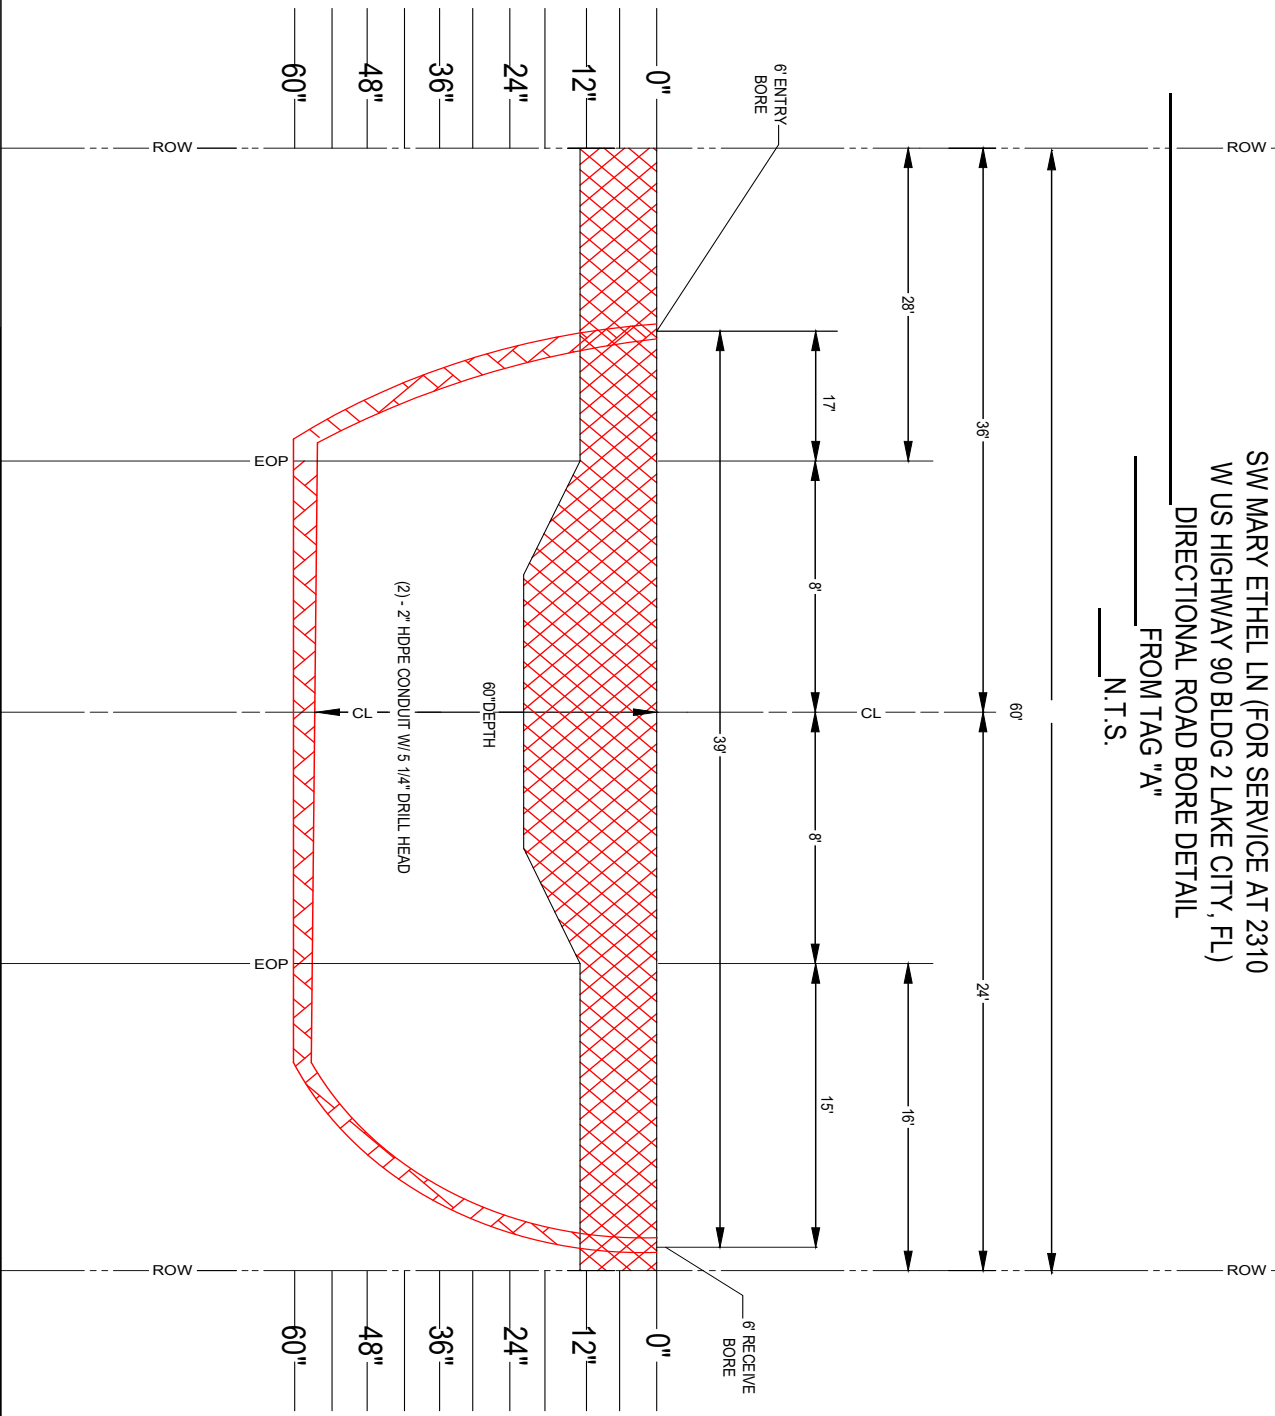 SW MARY ETHEL LN (FOR SERVICE AT 2310
W US HIGHWAY 90 BLDG 2 LAKE CITY, FL)
DIRECTIONAL ROAD BORE DETAIL
FROM TAG "A"
N.T.S.
ROW
ROW
60'
36'
24'
28'
16'
CL
17'
8'
8'
15'
6' ENTRY
BORE
6' RECEIVE
BORE
39'
0"
0"
12"
12"
24"
24"
36"
36"
48"
48"
60"
60"
60"DEPTH
(2) - 2" HDPE CONDUIT W/ 5 1/4" DRILL HEAD
CL
EOP
EOP
ROW
ROW